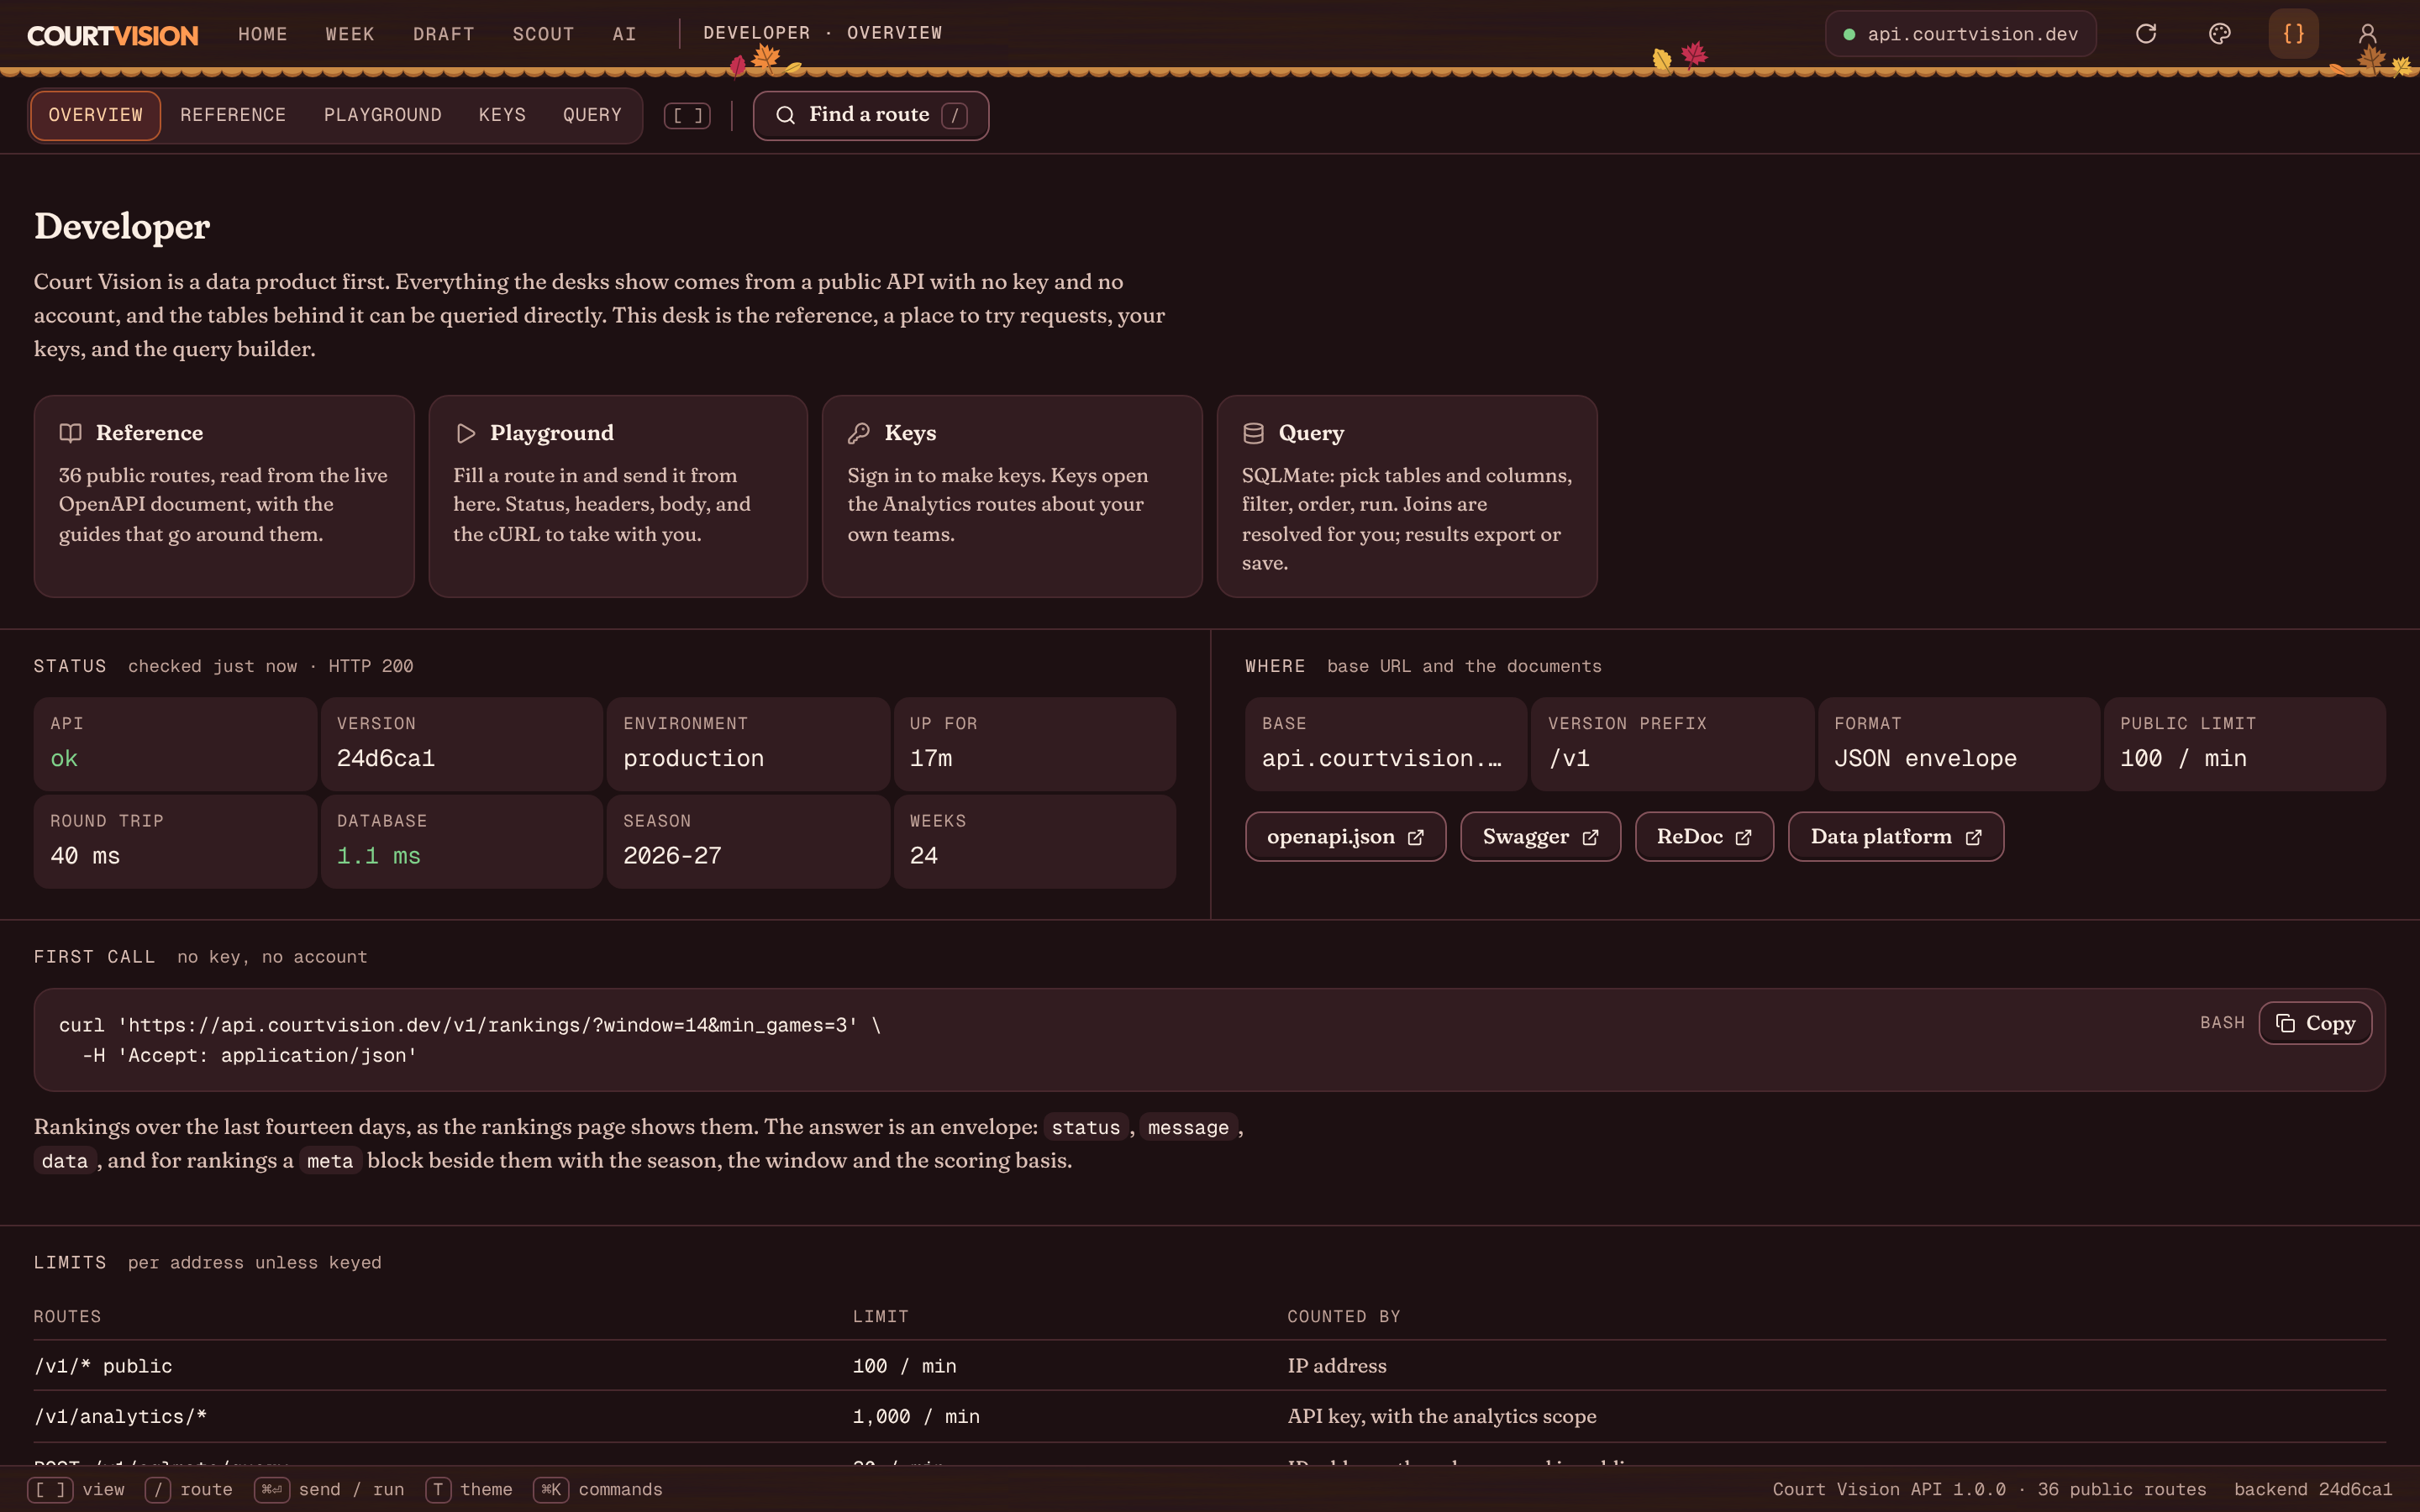 COURTVISION HOME WEEK DRAFT SCOUT AI DEVELOPER · OVERVIEW api.courtvision.dev {}
OVERVIEW REFERENCE PLAYGROUND KEYS QUERY [ ] Find a route /
Developer
Court Vision is a data product first. Everything the desks show comes from a public API with no key and no
account, and the tables behind it can be queried directly. This desk is the reference, a place to try requests, your
keys, and the query builder.
Reference
36 public routes, read from the live
OpenAPI document, with the
guides that go around them.
Playground
Fill a route in and send it from
here. Status, headers, body, and
the cURL to take with you.
Keys
Sign in to make keys. Keys open
the Analytics routes about your
own teams.
Query
SQLMate: pick tables and columns,
filter, order, run. Joins are
resolved for you; results export or
save.
STATUS checked just now · HTTP 200
API VERSION ENVIRONMENT UP FOR
ok 24d6ca1 production 17m
ROUND TRIP DATABASE SEASON WEEKS
40 ms 1.1 ms 2026-27 24
WHERE base URL and the documents
BASE VERSION PREFIX FORMAT PUBLIC LIMIT
api.courtvision.… /v1 JSON envelope 100 / min
openapi.json Swagger ReDoc Data platform
FIRST CALL no key, no account
curl 'https://api.courtvision.dev/v1/rankings/?window=14&min_games=3' \
-H 'Accept: application/json'
BASH Copy
Rankings over the last fourteen days, as the rankings page shows them. The answer is an envelope: status, message,
data, and for rankings a meta block beside them with the season, the window and the scoring basis.
LIMITS per address unless keyed
ROUTES LIMIT COUNTED BY
/v1/* public 100 / min IP address
/v1/analytics/* 1,000 / min API key, with the analytics scope
[ ] view / route ⌘⏎ send / run T theme ⌘K commands Court Vision API 1.0.0 · 36 public routes backend 24d6ca1